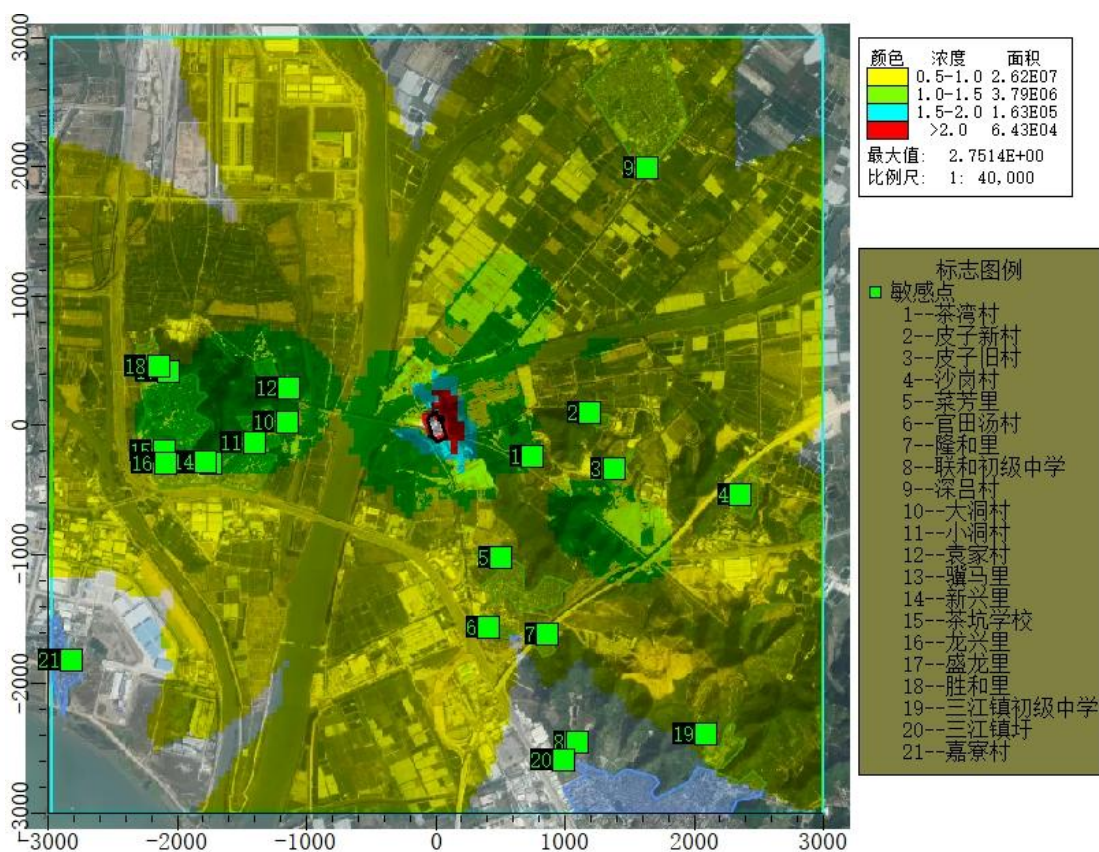 颜色 浓度 面积
0.5-1.0 2.62E07
1.0-1.5 3.79E06
1.5-2.0 1.63E05
>2.0 6.43E04
最大值: 2.7514E+00
比例尺: 1: 40,000
标志图例
敏感点
1--茶湾村
2--皮子新村
3--皮子旧村
4--沙岗村
5--菜芳里
6--官田汤村
7--隆和里
8--联和初级中学
9--深吕村
10--大洞村
11--小洞村
12--袁家村
13--骥马里
14--新兴里
15--茶坑学校
16--龙兴里
17--盛龙里
18--胜和里
19--三江镇初级中学
20--三江镇圩
21--嘉寮村
3000
2000
1000
0
-1000
-2000
-3000
-3000 -2000 -1000 0 1000 2000 3000
9
18
12
10
2
11
15
16
14
1
3
4
5
6
7
21
8
19
20